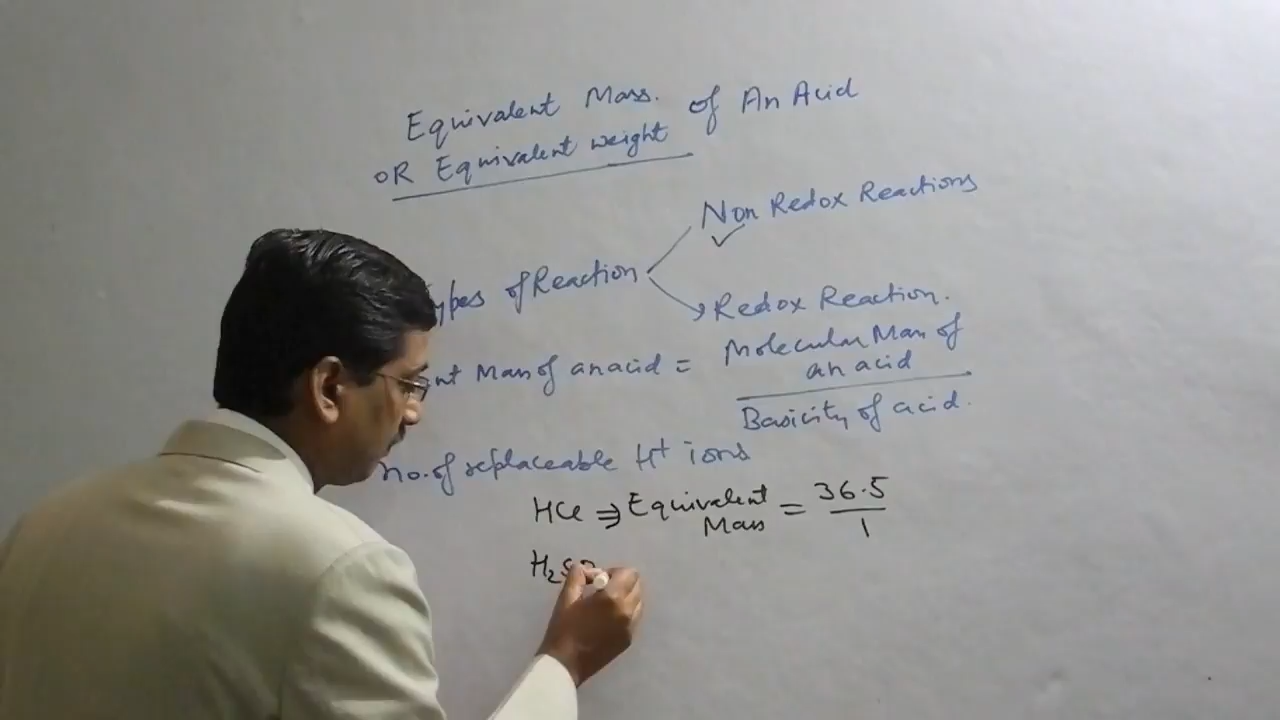 Equivalent Mass. of An Acid
OR Equivalent weight
Non Redox Reactions
ypes of Reaction
Redox Reaction.
nt Mass of an acid = Molecular Mass of
an acid
Basicity of acid.
no. of replaceable H+ ions
HCl ⇒ Equivalent Mass = 36.5
1
H2SO